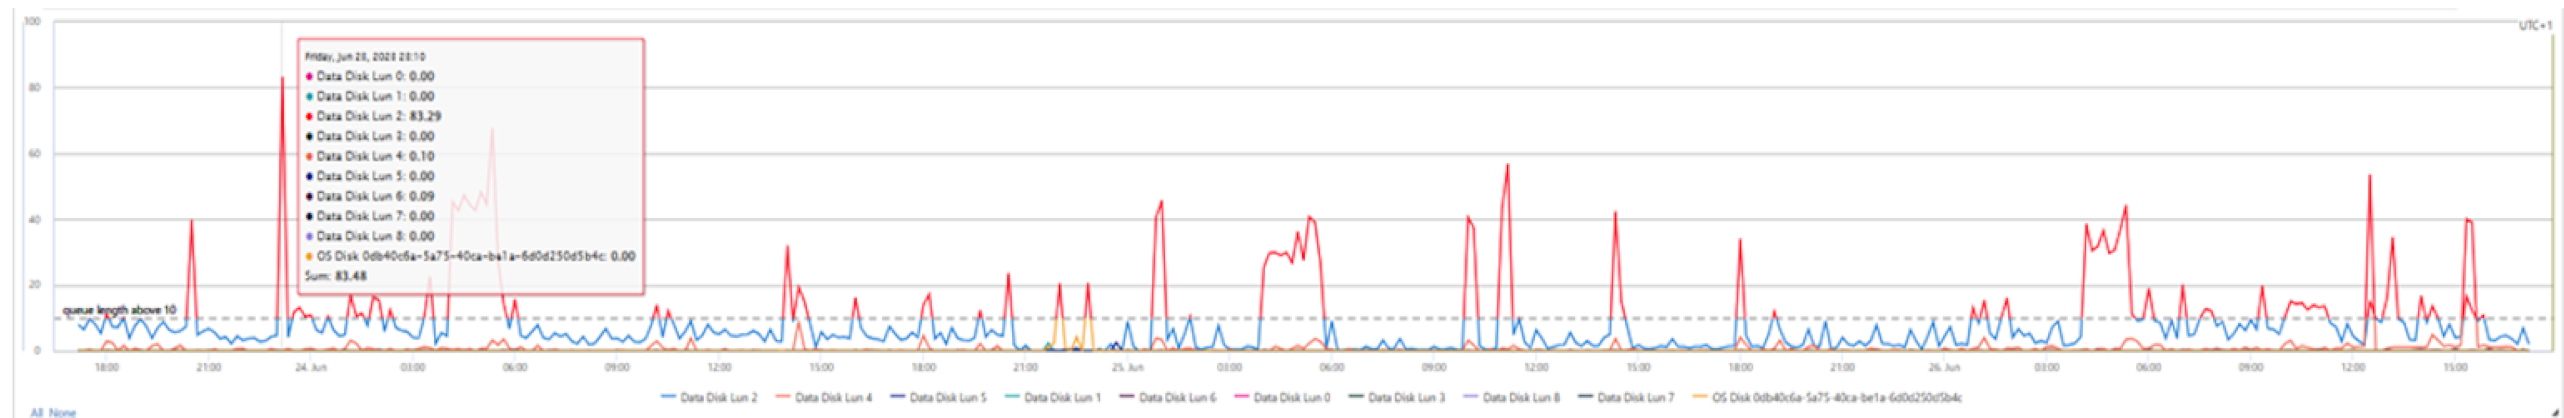 100
UTC+1
80
60
40
20
0
queue length above 10
Friday, Jun 28, 2028 28:10
Data Disk Lun 0: 0.00
Data Disk Lun 1: 0.00
Data Disk Lun 2: 83.29
Data Disk Lun 3: 0.00
Data Disk Lun 4: 0.10
Data Disk Lun 5: 0.00
Data Disk Lun 6: 0.09
Data Disk Lun 7: 0.00
Data Disk Lun 8: 0.00
OS Disk 0db40c6a-5a75-40ca-be1a-6d0d250d5b4c: 0.00
Sum: 83.48
18:00 21:00 24. Jun 03:00 06:00 09:00 12:00 15:00 18:00 21:00 25. Jun 03:00 06:00 09:00 12:00 15:00 18:00 21:00 26. Jun 03:00 06:00 09:00 12:00 15:00
Data Disk Lun 2 Data Disk Lun 4 Data Disk Lun 5 Data Disk Lun 1 Data Disk Lun 6 Data Disk Lun 0 Data Disk Lun 3 Data Disk Lun 8 Data Disk Lun 7 OS Disk 0db40c6a-5a75-40ca-be1a-6d0d250d5b4c
All None